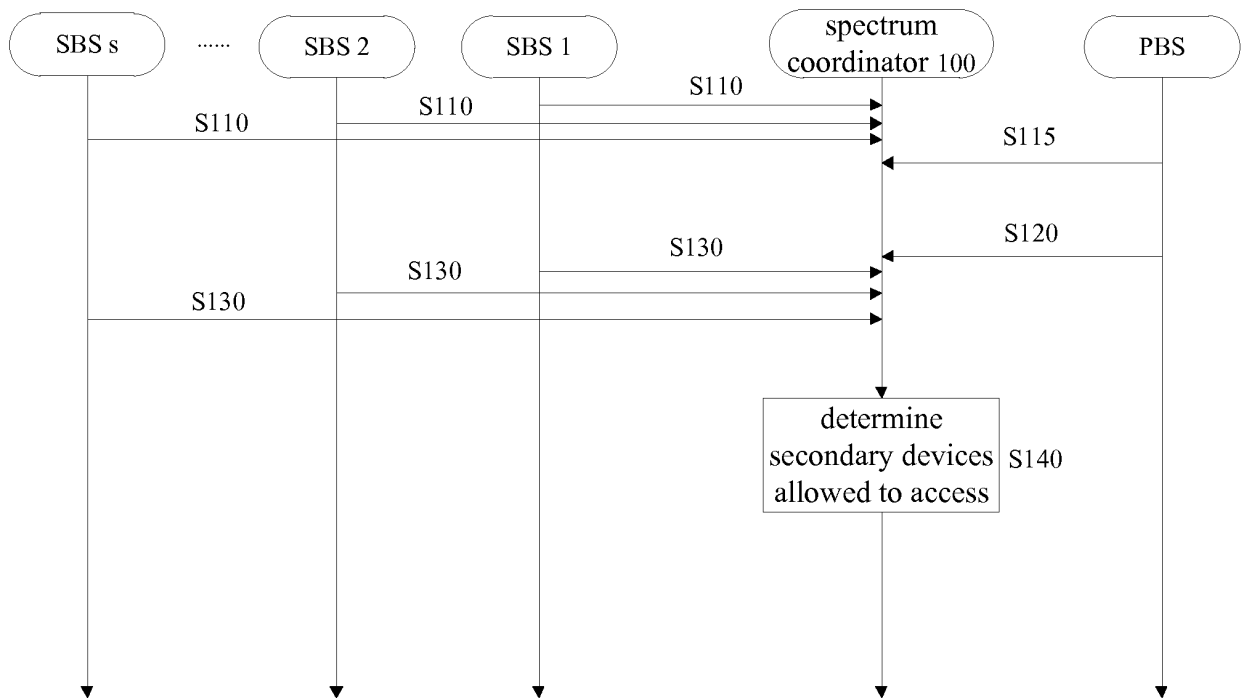 SBS s
......
SBS 2
SBS 1
spectrum
coordinator 100
PBS
S110
S110
S110
S115
S120
S130
S130
S130
determine
secondary devices
allowed to access
S140